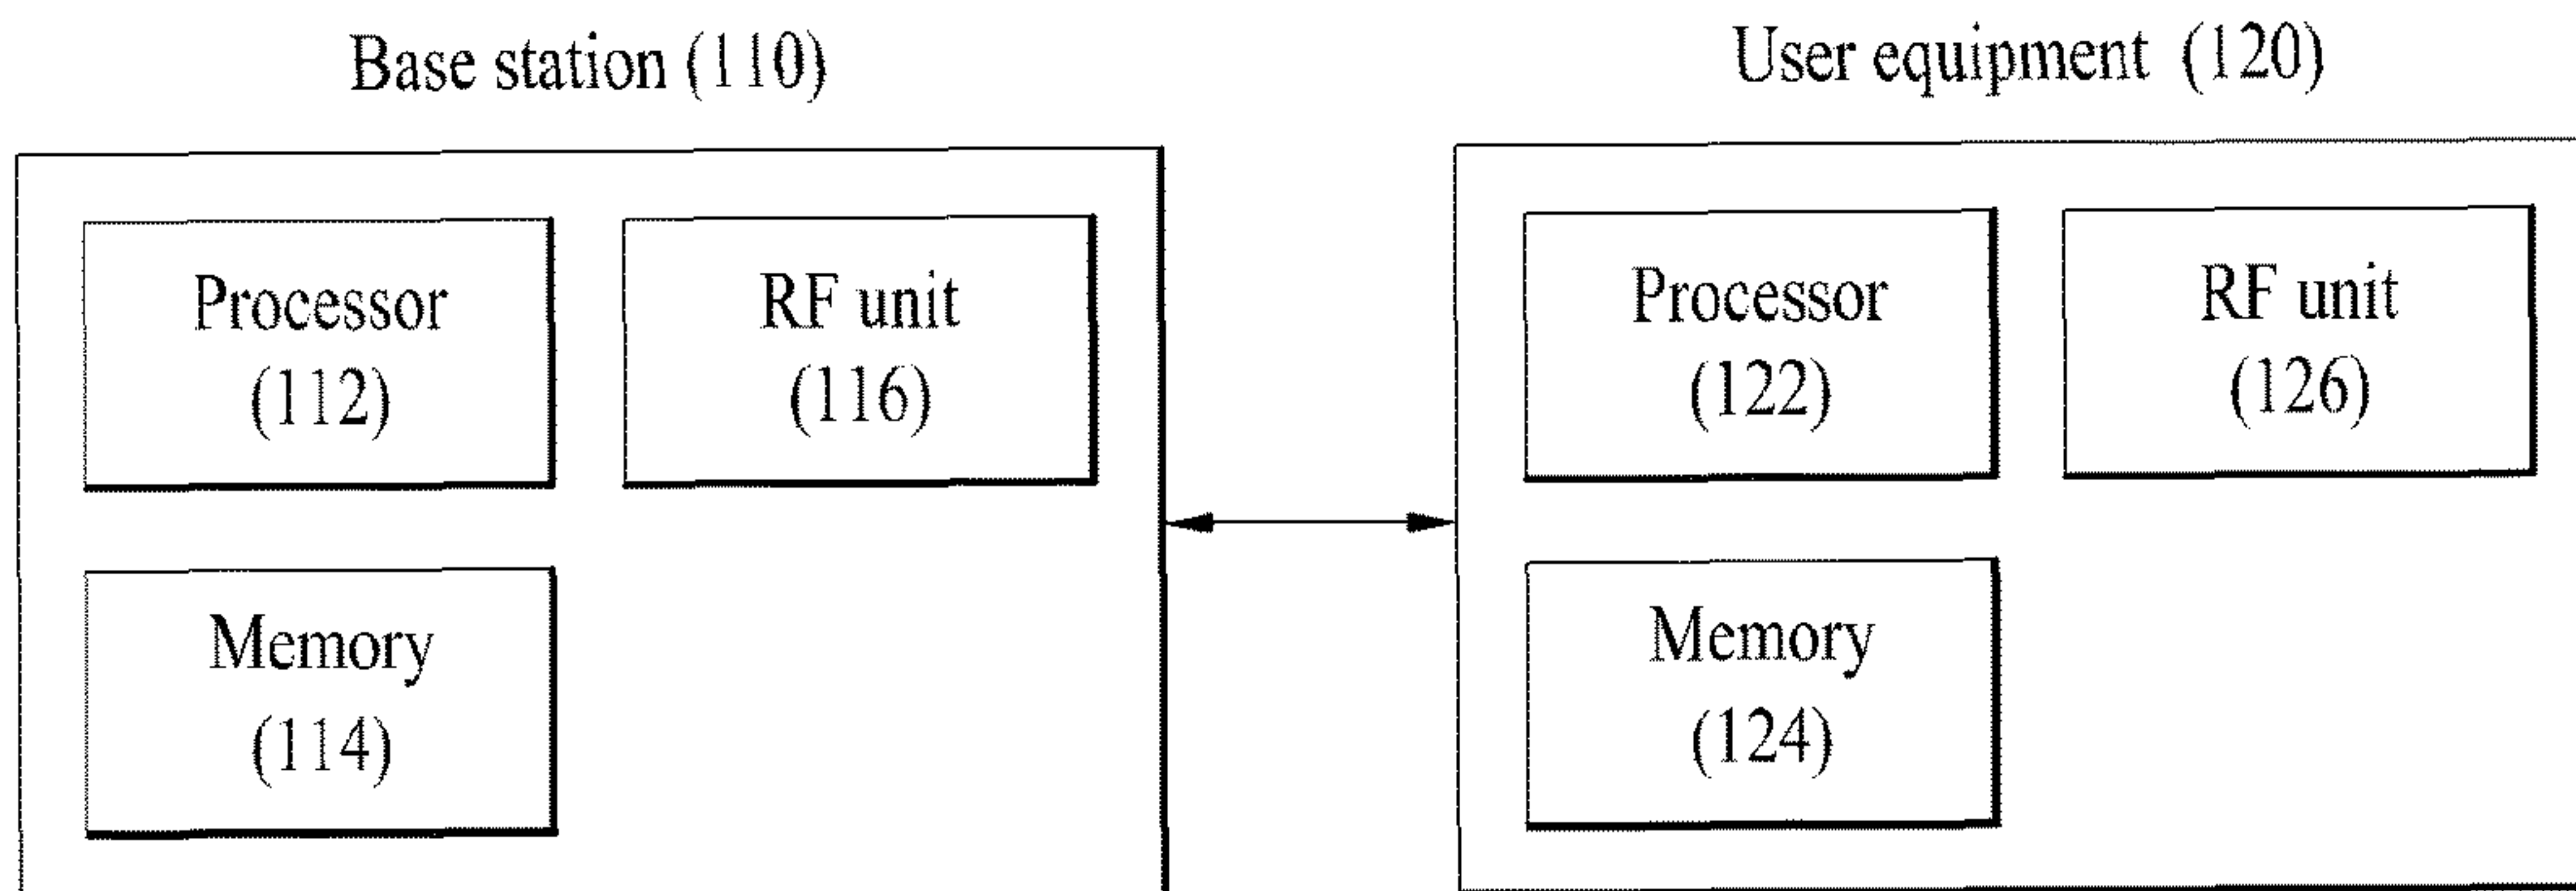 Base station (110)
Processor
(112)
RF unit
(116)
Memory
(114)
User equipment (120)
Processor
(122)
RF unit
(126)
Memory
(124)